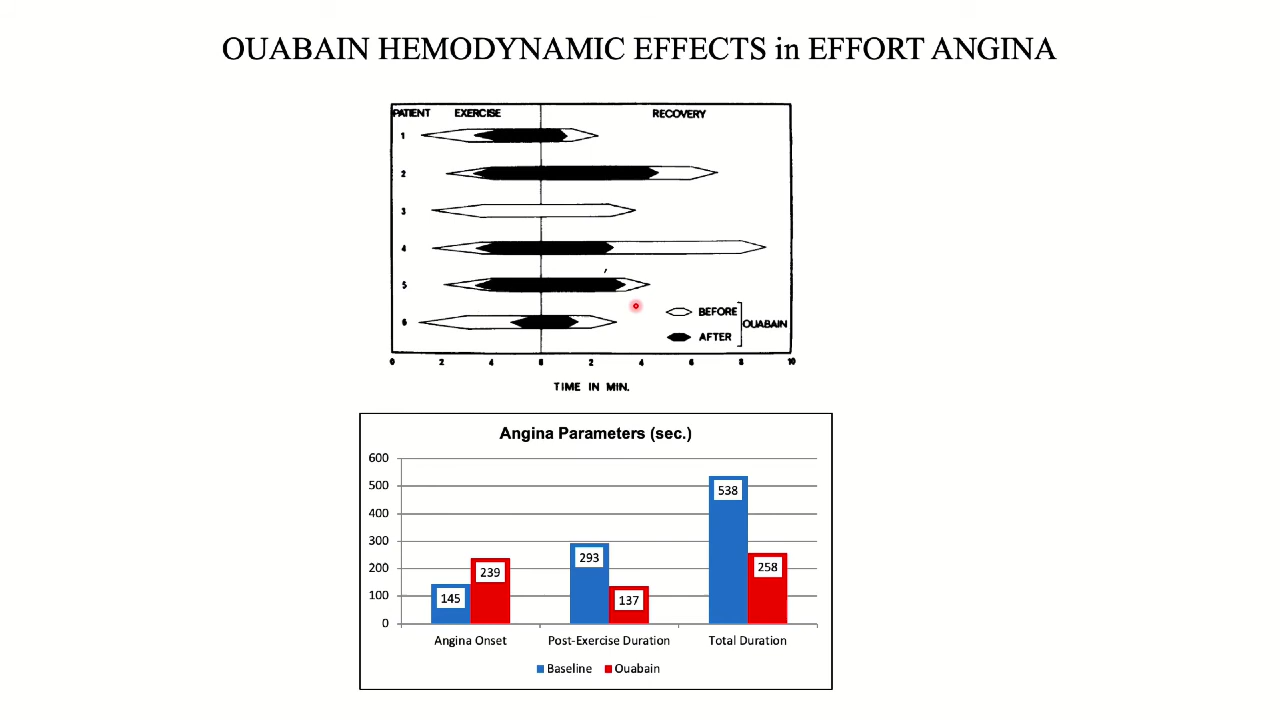 OUABAIN HEMODYNAMIC EFFECTS in EFFORT ANGINA
PATIENT EXERCISE RECOVERY
1
2
3
4
5
6
BEFORE
AFTER
OUABAIN
0 2 4 6 2 4 6 8 10
TIME IN MIN.
Angina Parameters (sec.)
600
500
400
300
200
100
0
145
239
293
137
538
258
Angina Onset Post-Exercise Duration Total Duration
Baseline Ouabain